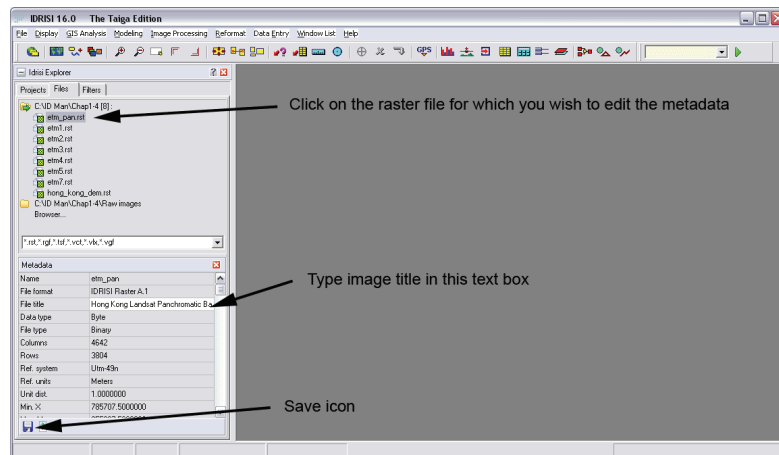 IDRISI 16.0 The Taiga Edition
File Display GIS Analysis Modeling Image Processing Reformat Data Entry Window List Help
GPS
Idrisi Explorer
Projects Files Filters
C:\ID Man\Chap1-4 [8] :
etm_pan.rst
etm1.rst
etm2.rst
etm3.rst
etm4.rst
etm5.rst
etm7.rst
hong_kong_dem.rst
C:\ID Man\Chap1-4\Raw images
Browser...
*.rst,*.rgf,*.tsf,*.vct,*.vlx,*.vgf
Metadata
Name etm_pan
File format IDRISI Raster A.1
File title Hong Kong Landsat Panchromatic Ba
Data type Byte
File type Binary
Columns 4642
Rows 3804
Ref. system Utm-49n
Ref. units Meters
Unit dist. 1.0000000
Min. X 785707.5000000
Click on the raster file for which you wish to edit the metadata
Type image title in this text box
Save icon